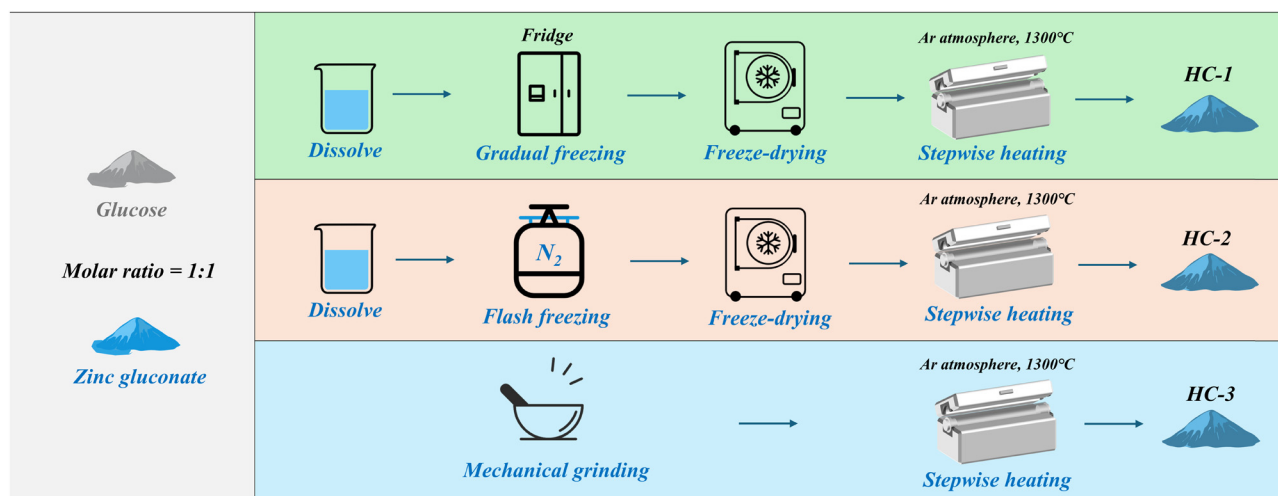 Glucose
Molar ratio = 1:1
Zinc gluconate
Fridge
Ar atmosphere, 1300°C
HC-1
Dissolve
Gradual freezing
Freeze-drying
Stepwise heating
Ar atmosphere, 1300°C
HC-2
N2
Dissolve
Flash freezing
Freeze-drying
Stepwise heating
Ar atmosphere, 1300°C
HC-3
Mechanical grinding
Stepwise heating